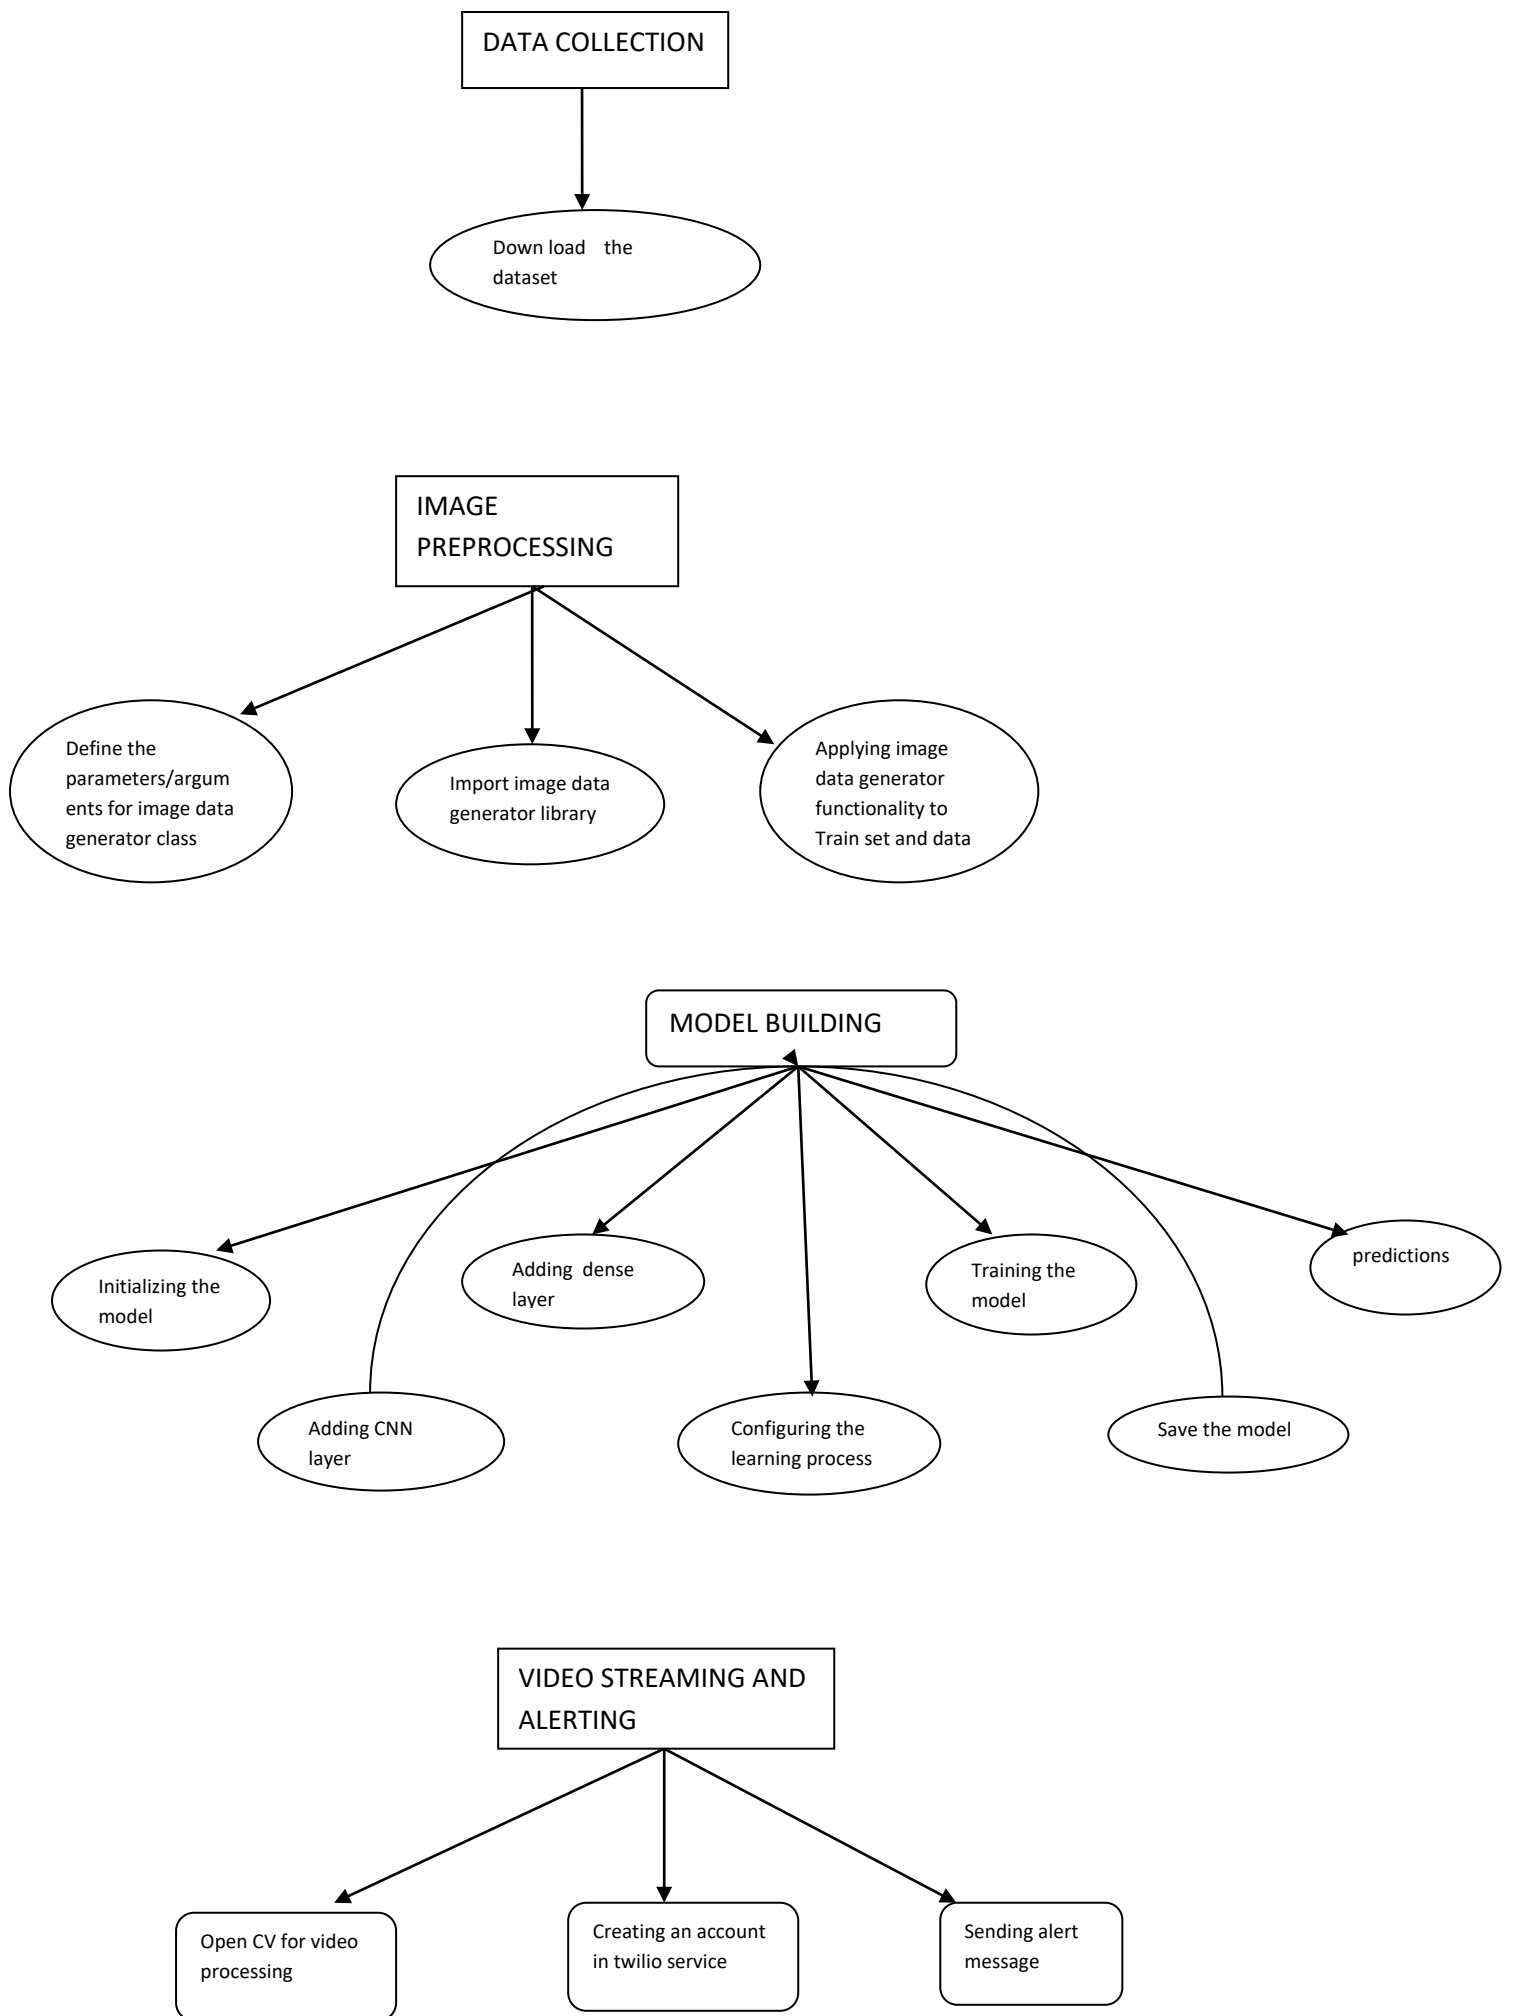 DATA COLLECTION
Down load the
dataset
IMAGE
PREPROCESSING
Define the
parameters/argum
ents for image data
generator class
Import image data
generator library
Applying image
data generator
functionality to
Train set and data
MODEL BUILDING
Initializing the
model
Adding dense
layer
Training the
model
predictions
Adding CNN
layer
Configuring the
learning process
Save the model
VIDEO STREAMING AND
ALERTING
Open CV for video
processing
Creating an account
in twilio service
Sending alert
message